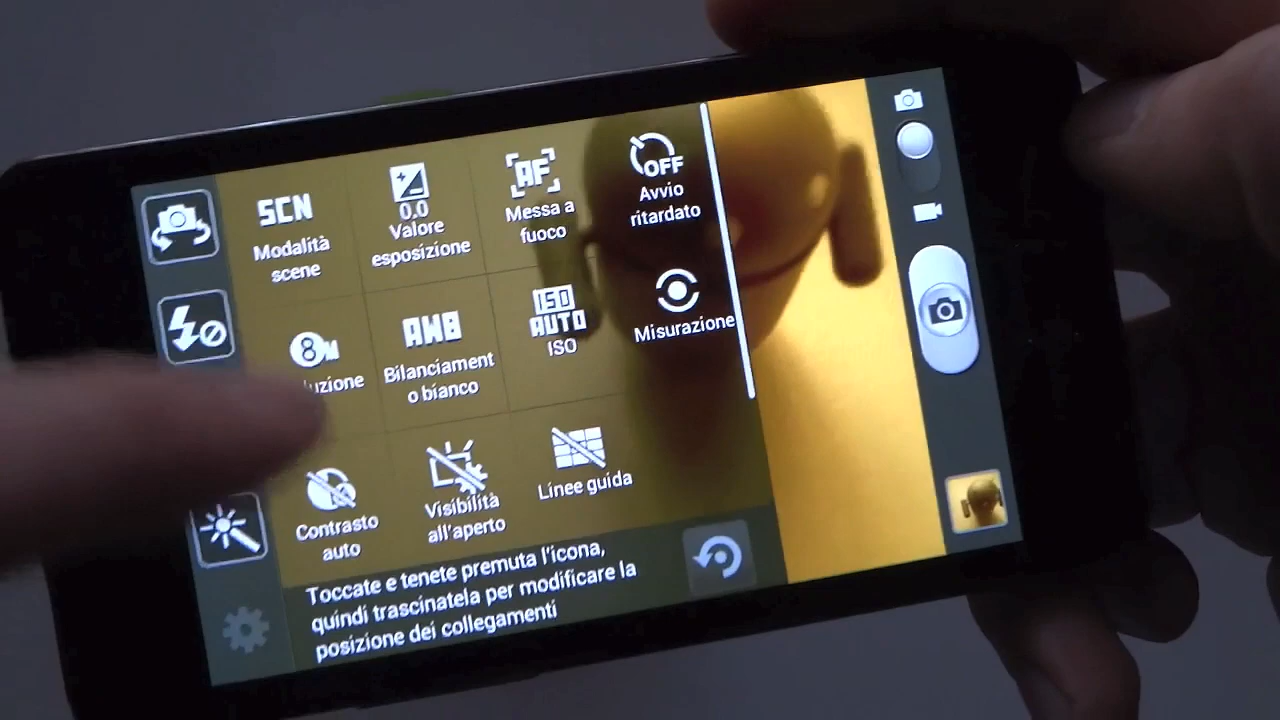 SCN
Modalità
scene
0.0
Valore
esposizione
AF
Messa a
fuoco
OFF
Avvio
ritardato
8M
AWB
Bilanciament
o bianco
ISO
AUTO
ISO
Misurazione
Contrasto
auto
Visibilità
all'aperto
Linee guida
Toccate e tenete premuta l'icona,
quindi trascinatela per modificare la
posizione dei collegamenti